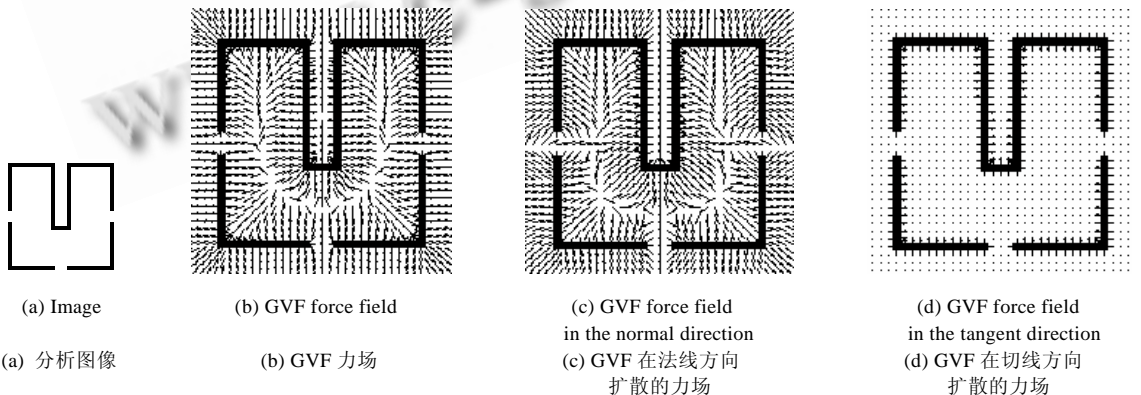 (a) Image
(b) GVF force field
(c) GVF force field
in the normal direction
(d) GVF force field
in the tangent direction
(a) 分析图像
(b) GVF 力场
(c) GVF 在法线方向
扩散的力场
(d) GVF 在切线方向
扩散的力场